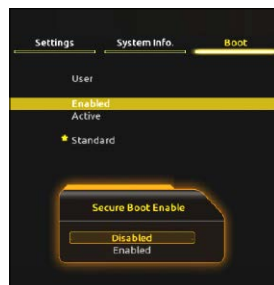 Settings System Info. Boot
User
Enabled
Active
Standard
Secure Boot Enable
Disabled
Enabled